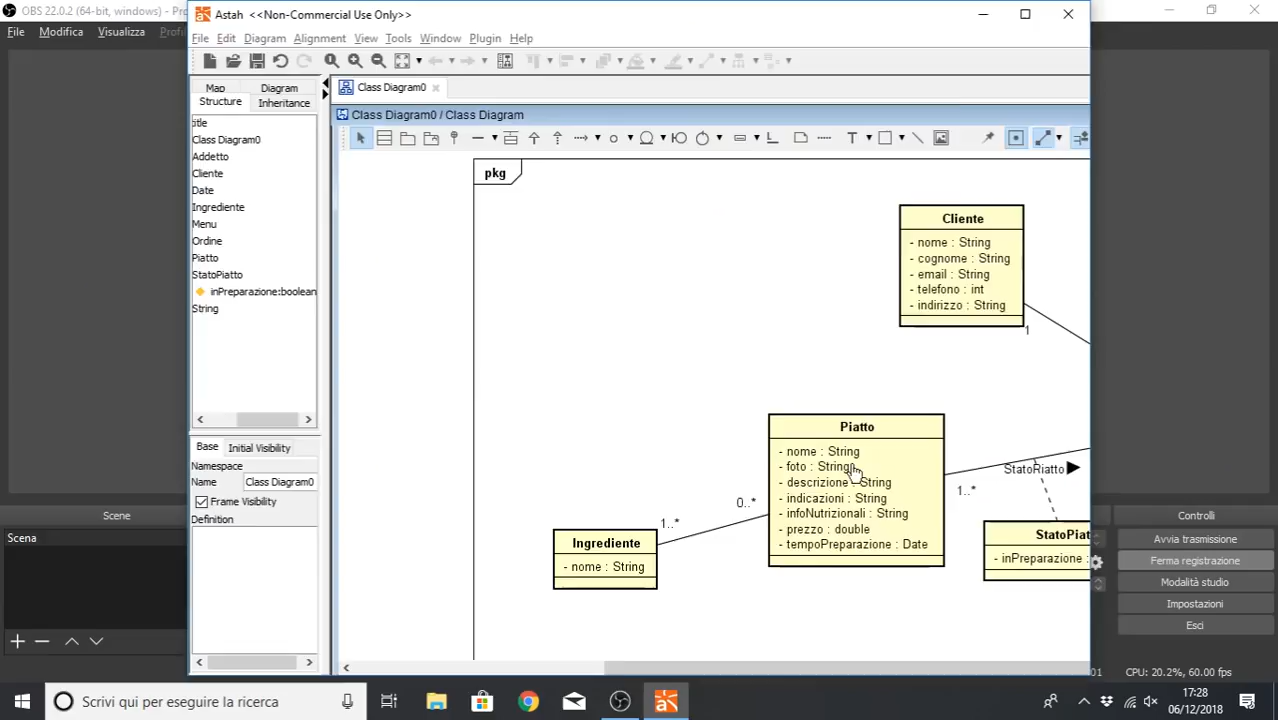 OBS 22.0.2 (64-bit, windows) - Pro
File Modifica Visualizza Profi
Astah <<Non-Commercial Use Only>>
File Edit Diagram Alignment View Tools Window Plugin Help
Map Diagram
Structure Inheritance
title
Class Diagram0
Addetto
Cliente
Date
Ingrediente
Menu
Ordine
Piatto
StatoPiatto
inPreparazione:boolean
String
Base Initial Visibility
Namespace
Name Class Diagram0
Frame Visibility
Definition
Class Diagram0
Class Diagram0 / Class Diagram
T
pkg
Cliente
- nome : String
- cognome : String
- email : String
- telefono : int
- indirizzo : String
1
Piatto
- nome : String
- foto : String
- descrizione : String
- indicazioni : String
- infoNutrizionali : String
- prezzo : double
- tempoPreparazione : Date
0..*
1..*
Ingrediente
- nome : String
StatoPiatto
1..*
StatoPiat
- inPreparazione :
Scene
Scena
Controlli
Avvia trasmissione
Ferma registrazione
Modalità studio
Impostazioni
Esci
01 CPU: 20.2%, 60.00 fps
Scrivi qui per eseguire la ricerca
17:28
06/12/2018